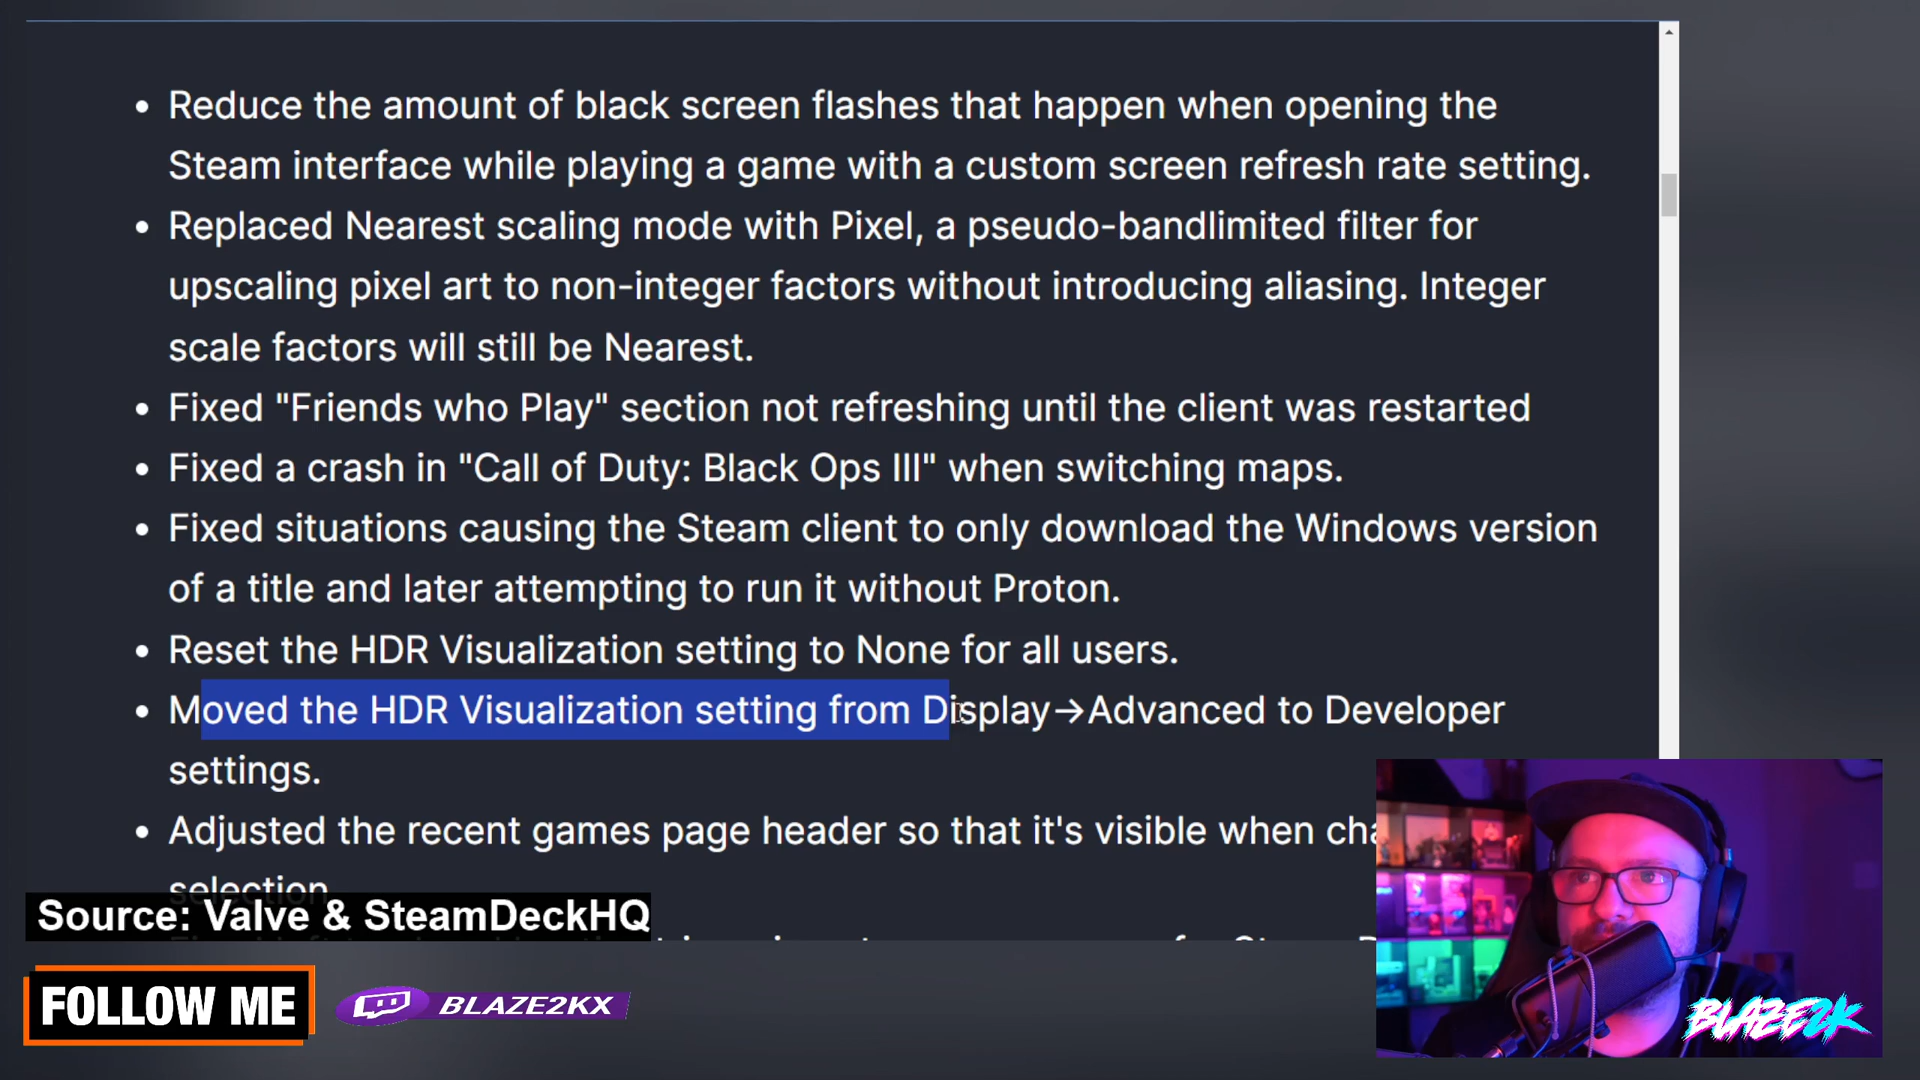 • Reduce the amount of black screen flashes that happen when opening the
Steam interface while playing a game with a custom screen refresh rate setting.
• Replaced Nearest scaling mode with Pixel, a pseudo-bandlimited filter for
upscaling pixel art to non-integer factors without introducing aliasing. Integer
scale factors will still be Nearest.
• Fixed "Friends who Play" section not refreshing until the client was restarted
• Fixed a crash in "Call of Duty: Black Ops III" when switching maps.
• Fixed situations causing the Steam client to only download the Windows version
of a title and later attempting to run it without Proton.
• Reset the HDR Visualization setting to None for all users.
• Moved the HDR Visualization setting from Display→Advanced to Developer
settings.
• Adjusted the recent games page header so that it's visible when
selection
Source: Valve & SteamDeckHQ
FOLLOW ME
BLAZE2KX
BLAZE2K